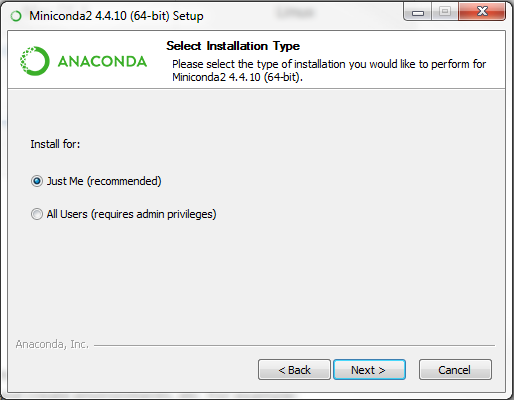 Miniconda2 4.4.10 (64-bit) Setup
ANACONDA
Select Installation Type
Please select the type of installation you would like to perform for
Miniconda2 4.4.10 (64-bit).
Install for:
Just Me (recommended)
All Users (requires admin privileges)
Anaconda, Inc.
< Back
Next >
Cancel